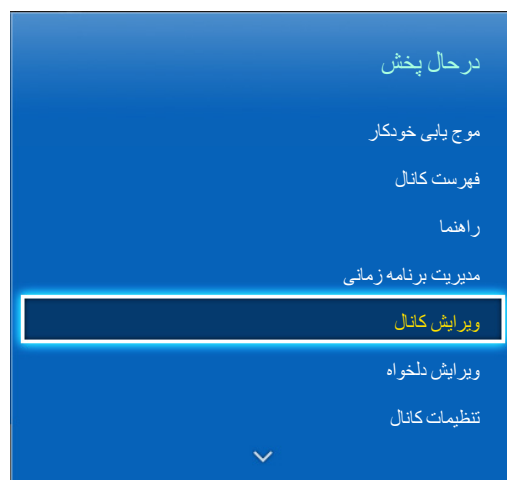 درحال پخش
موج یابی خودکار
فهرست کانال
راهنما
مدیریت برنامه زمانی
ویرایش کانال
ویرایش دلخواه
تنظیمات کانال